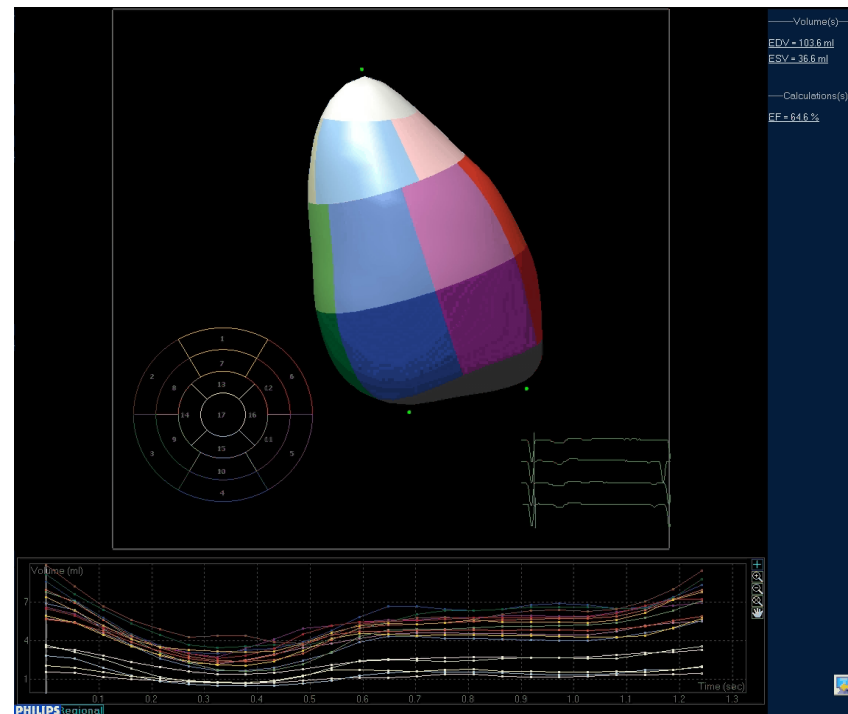 Volume(s)
EDV = 103.6 ml
ESV = 36.6 ml
Calculations(s)
EF = 64.6 %
1
2
7
6
8
13
12
14
17
16
9
15
11
3
10
5
4
Volume (ml)
7
4
1
Time (sec)
0.1 0.2 0.3 0.4 0.5 0.6 0.7 0.8 0.9 1.0 1.1 1.2 1.3
PHILIPS Regional